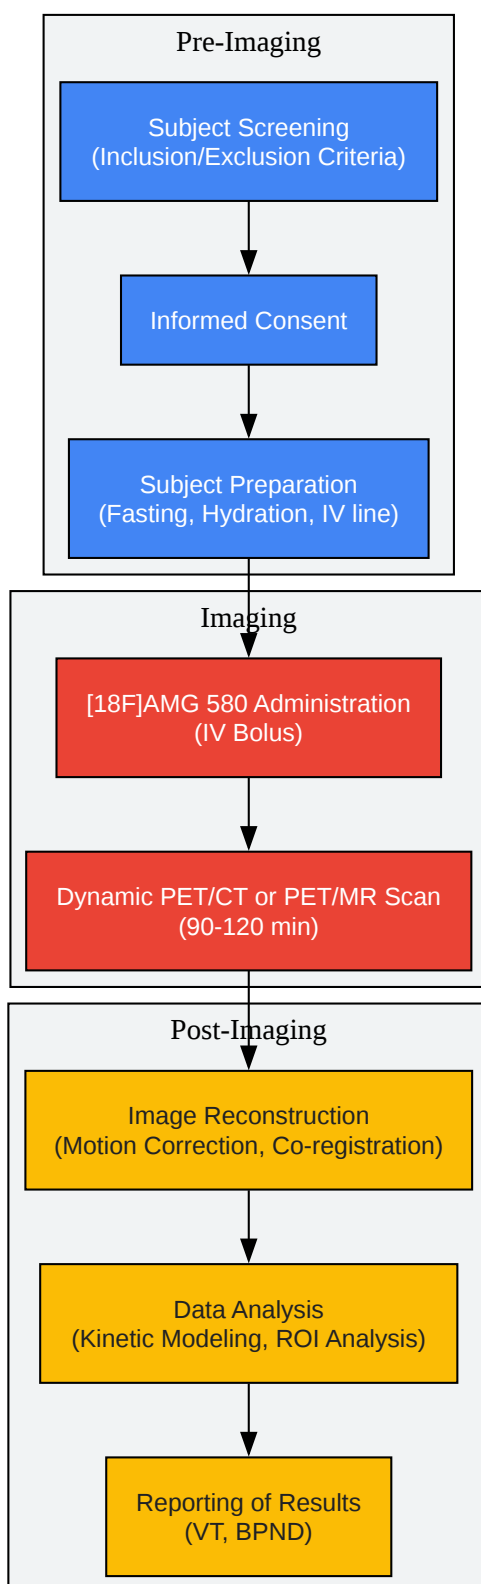 Pre-Imaging
Subject Screening
(Inclusion/Exclusion Criteria)
Informed Consent
Subject Preparation
(Fasting, Hydration, IV line)
Imaging
[18F]AMG 580 Administration
(IV Bolus)
Dynamic PET/CT or PET/MR Scan
(90-120 min)
Post-Imaging
Image Reconstruction
(Motion Correction, Co-registration)
Data Analysis
(Kinetic Modeling, ROI Analysis)
Reporting of Results
(VT, BPND)